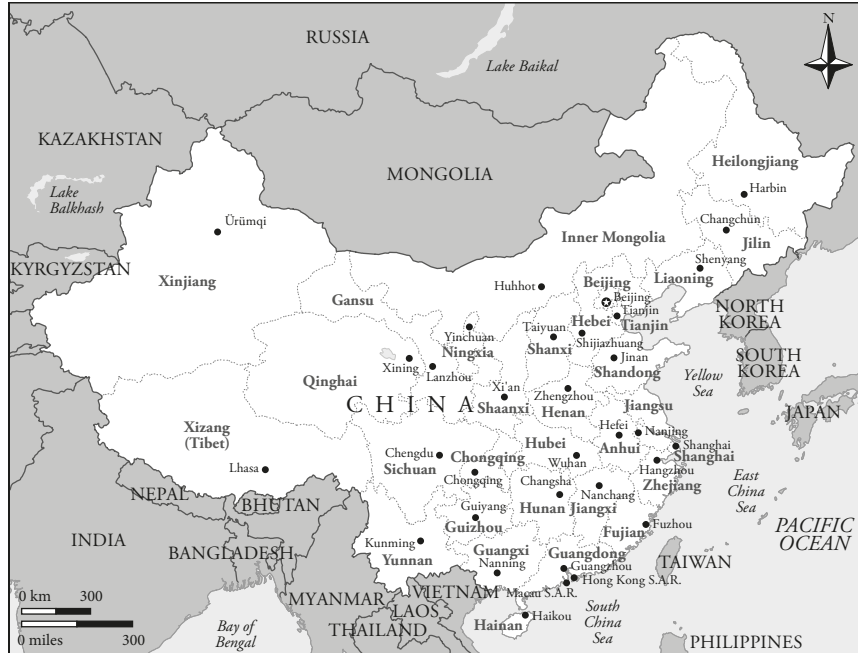 N
RUSSIA
Lake Baikal
KAZAKHSTAN
Lake
Balkhash
MONGOLIA
Heilongjiang
Harbin
Ürümqi
Changchun
Jilin
Inner Mongolia
KYRGYZSTAN
Xinjiang
Shenyang
Liaoning
Gansu
Huhhot
Beijing
Beijing
Tianjin
NORTH
KOREA
Hebei
Tianjin
Taiyuan
Yinchuan
Ningxia
Shanxi
Shijiazhuang
Jinan
SOUTH
KOREA
Xining
Lanzhou
Shandong
Yellow
Sea
Qinghai
Xi'an
Zhengzhou
CHINA
Shaanxi
Henan
Jiangsu
JAPAN
Xizang
(Tibet)
Hefei
Nanjing
Hubei
Anhui
Shanghai
Shanghai
Chengdu
Chongqing
Wuhan
Hangzhou
Lhasa
Sichuan
Chongqing
Changsha
Zhejiang
East
China
Sea
NEPAL
Nanchang
BHUTAN
Guiyang
Hunan
Jiangxi
Guizhou
Fujian
Fuzhou
PACIFIC
OCEAN
INDIA
Kunming
BANGLADESH
Yunnan
Guangxi
Guangdong
Nanning
Guangzhou
TAIWAN
Hong Kong S.A.R.
Macau S.A.R.
VIETNAM
MYANMAR
LAOS
0 km 300
0 miles 300
Haikou
South
China
Sea
Hainan
Bay of
Bengal
THAILAND
PHILIPPINES